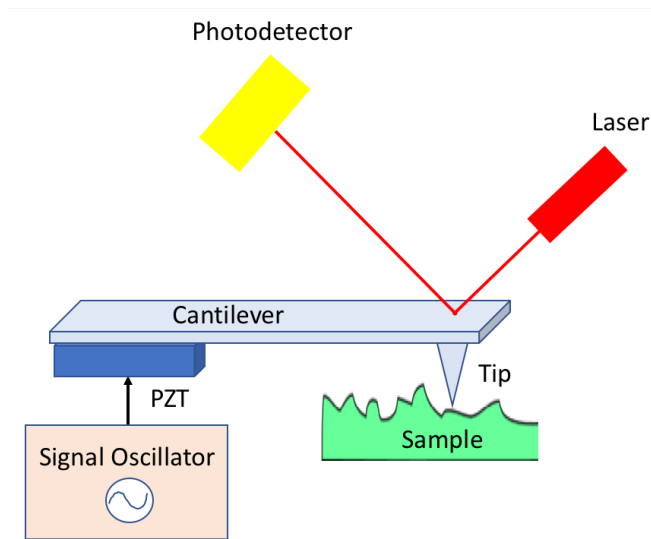 Photodetector
Laser
Cantilever
Tip
PZT
Sample
Signal Oscillator